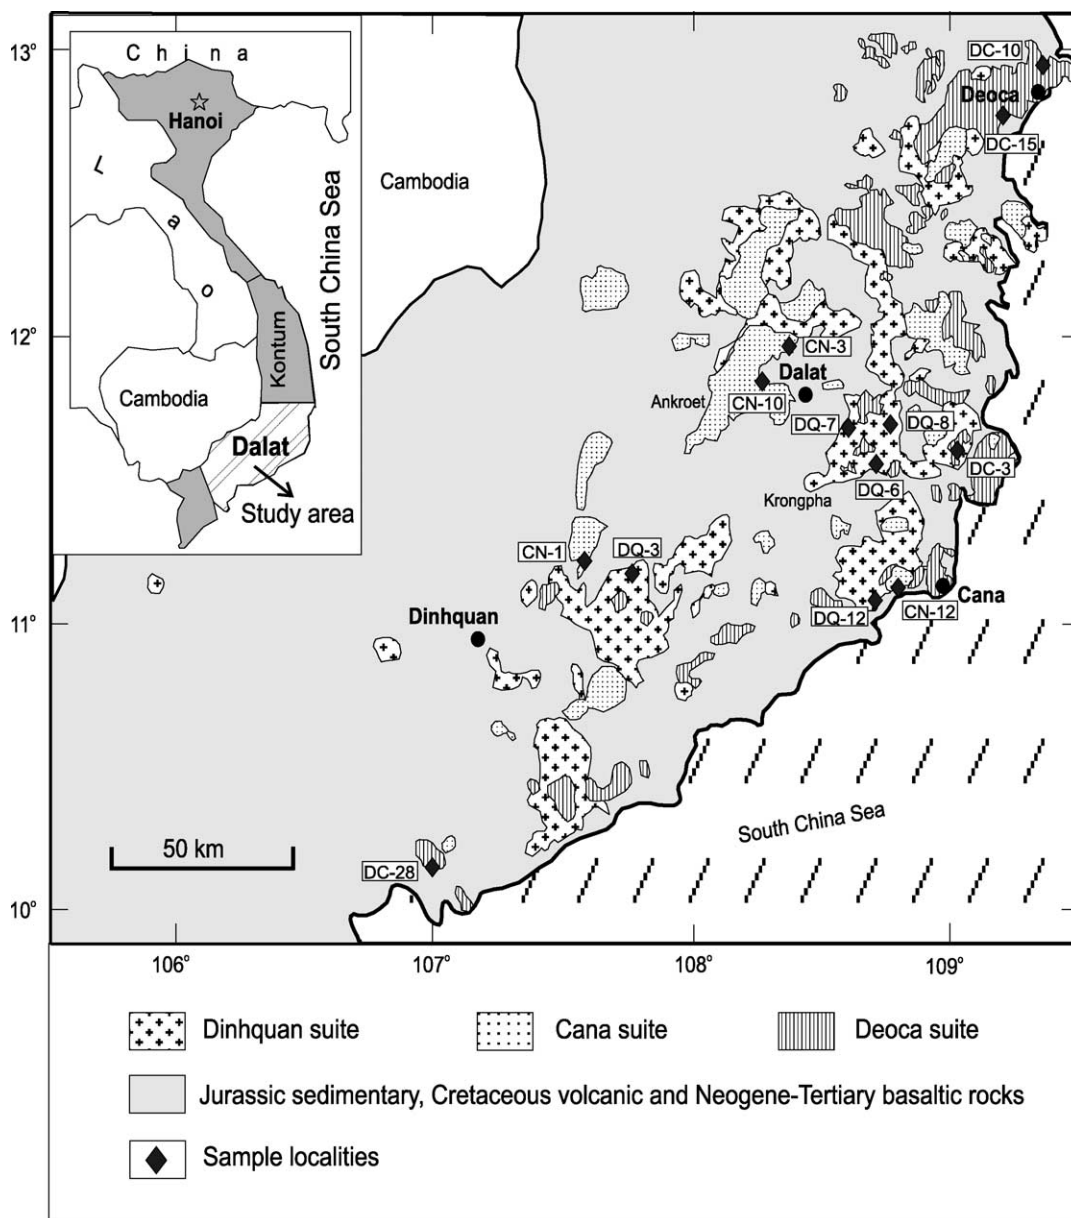 13°
12°
11°
10°
China
Hanoi
Lao
South China Sea
Kontum
Cambodia
Dalat
Study area
Cambodia
DC-10
Deoca
DC-15
CN-3
Dalat
Ankroet
CN-10
DQ-7
DQ-8
DC-3
DQ-6
Krongpha
CN-1
DQ-3
DQ-12
CN-12
Cana
Dinhquan
South China Sea
50 km
DC-28
106°
107°
108°
109°
Dinhquan suite
Cana suite
Deoca suite
Jurassic sedimentary, Cretaceous volcanic and Neogene-Tertiary basaltic rocks
Sample localities